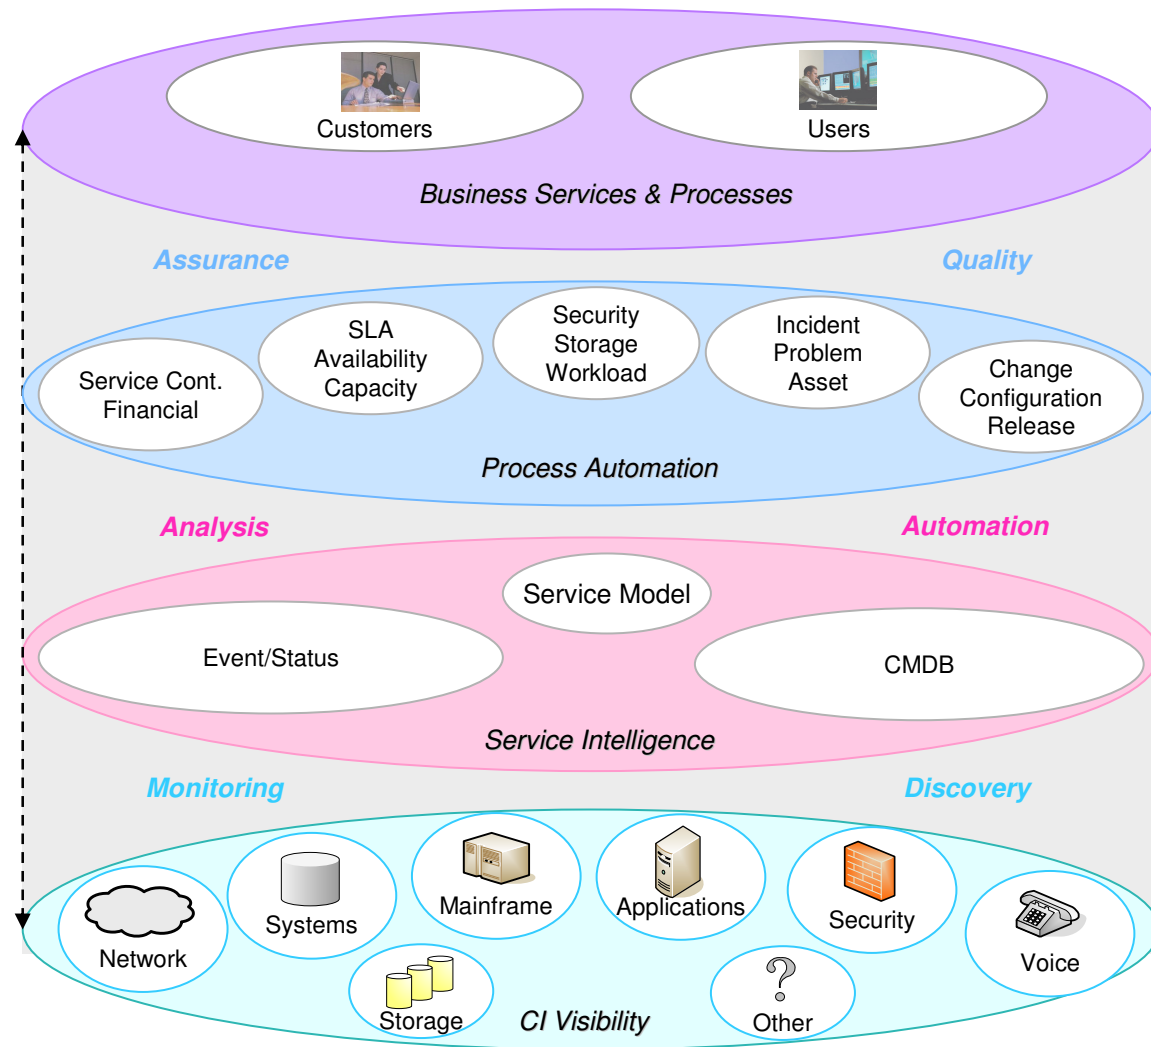 Customers
Users
Business Services & Processes
Assurance
Quality
Service Cont.
Financial
SLA
Availability
Capacity
Security
Storage
Workload
Incident
Problem
Asset
Change
Configuration
Release
Process Automation
Analysis
Automation
Service Model
Event/Status
CMDB
Service Intelligence
Monitoring
Discovery
Network
Systems
Mainframe
Applications
Security
Voice
Storage
?
Other
CI Visibility